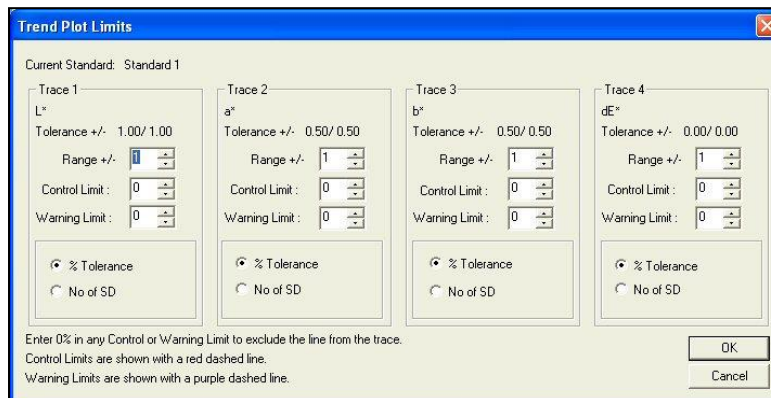 Trend Plot Limits
Current Standard: Standard 1
Trace 1
L*
Tolerance +/- 1.00/ 1.00
Range +/- 1
Control Limit : 0
Warning Limit : 0
% Tolerance
No of SD
Trace 2
a*
Tolerance +/- 0.50/ 0.50
Range +/- 1
Control Limit : 0
Warning Limit : 0
% Tolerance
No of SD
Trace 3
b*
Tolerance +/- 0.50/ 0.50
Range +/- 1
Control Limit : 0
Warning Limit : 0
% Tolerance
No of SD
Trace 4
dE*
Tolerance +/- 0.00/ 0.00
Range +/- 1
Control Limit : 0
Warning Limit : 0
% Tolerance
No of SD
Enter 0% in any Control or Warning Limit to exclude the line from the trace.
Control Limits are shown with a red dashed line.
Warning Limits are shown with a purple dashed line.
OK
Cancel